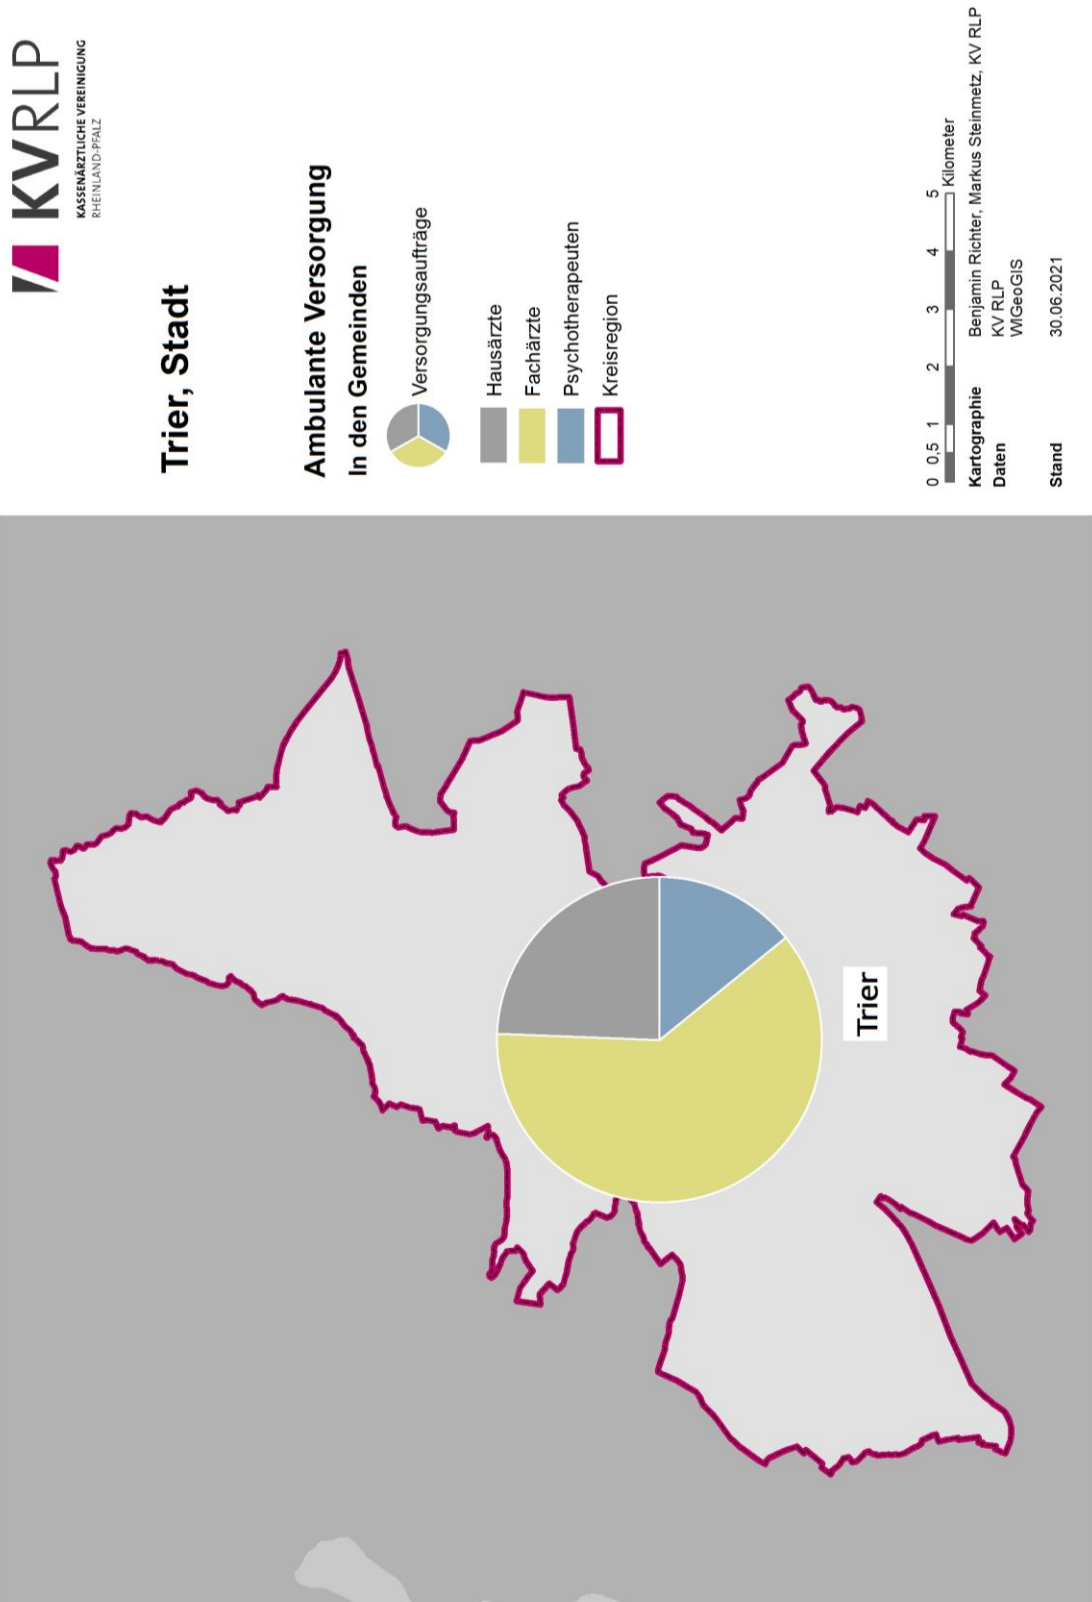 KVRLP
KASSENÄRZTLICHE VEREINIGUNG
RHEINLAND-PFALZ
Trier, Stadt
Ambulante Versorgung
In den Gemeinden
Versorgungsaufträge
Hausärzte
Fachärzte
Psychotherapeuten
Kreisregion
0 0,5 1 2 3 4 5
Kilometer
Kartographie Benjamin Richter, Markus Steinmetz, KV RLP
Daten KV RLP
WIGeoGIS
Stand 30.06.2021
Trier